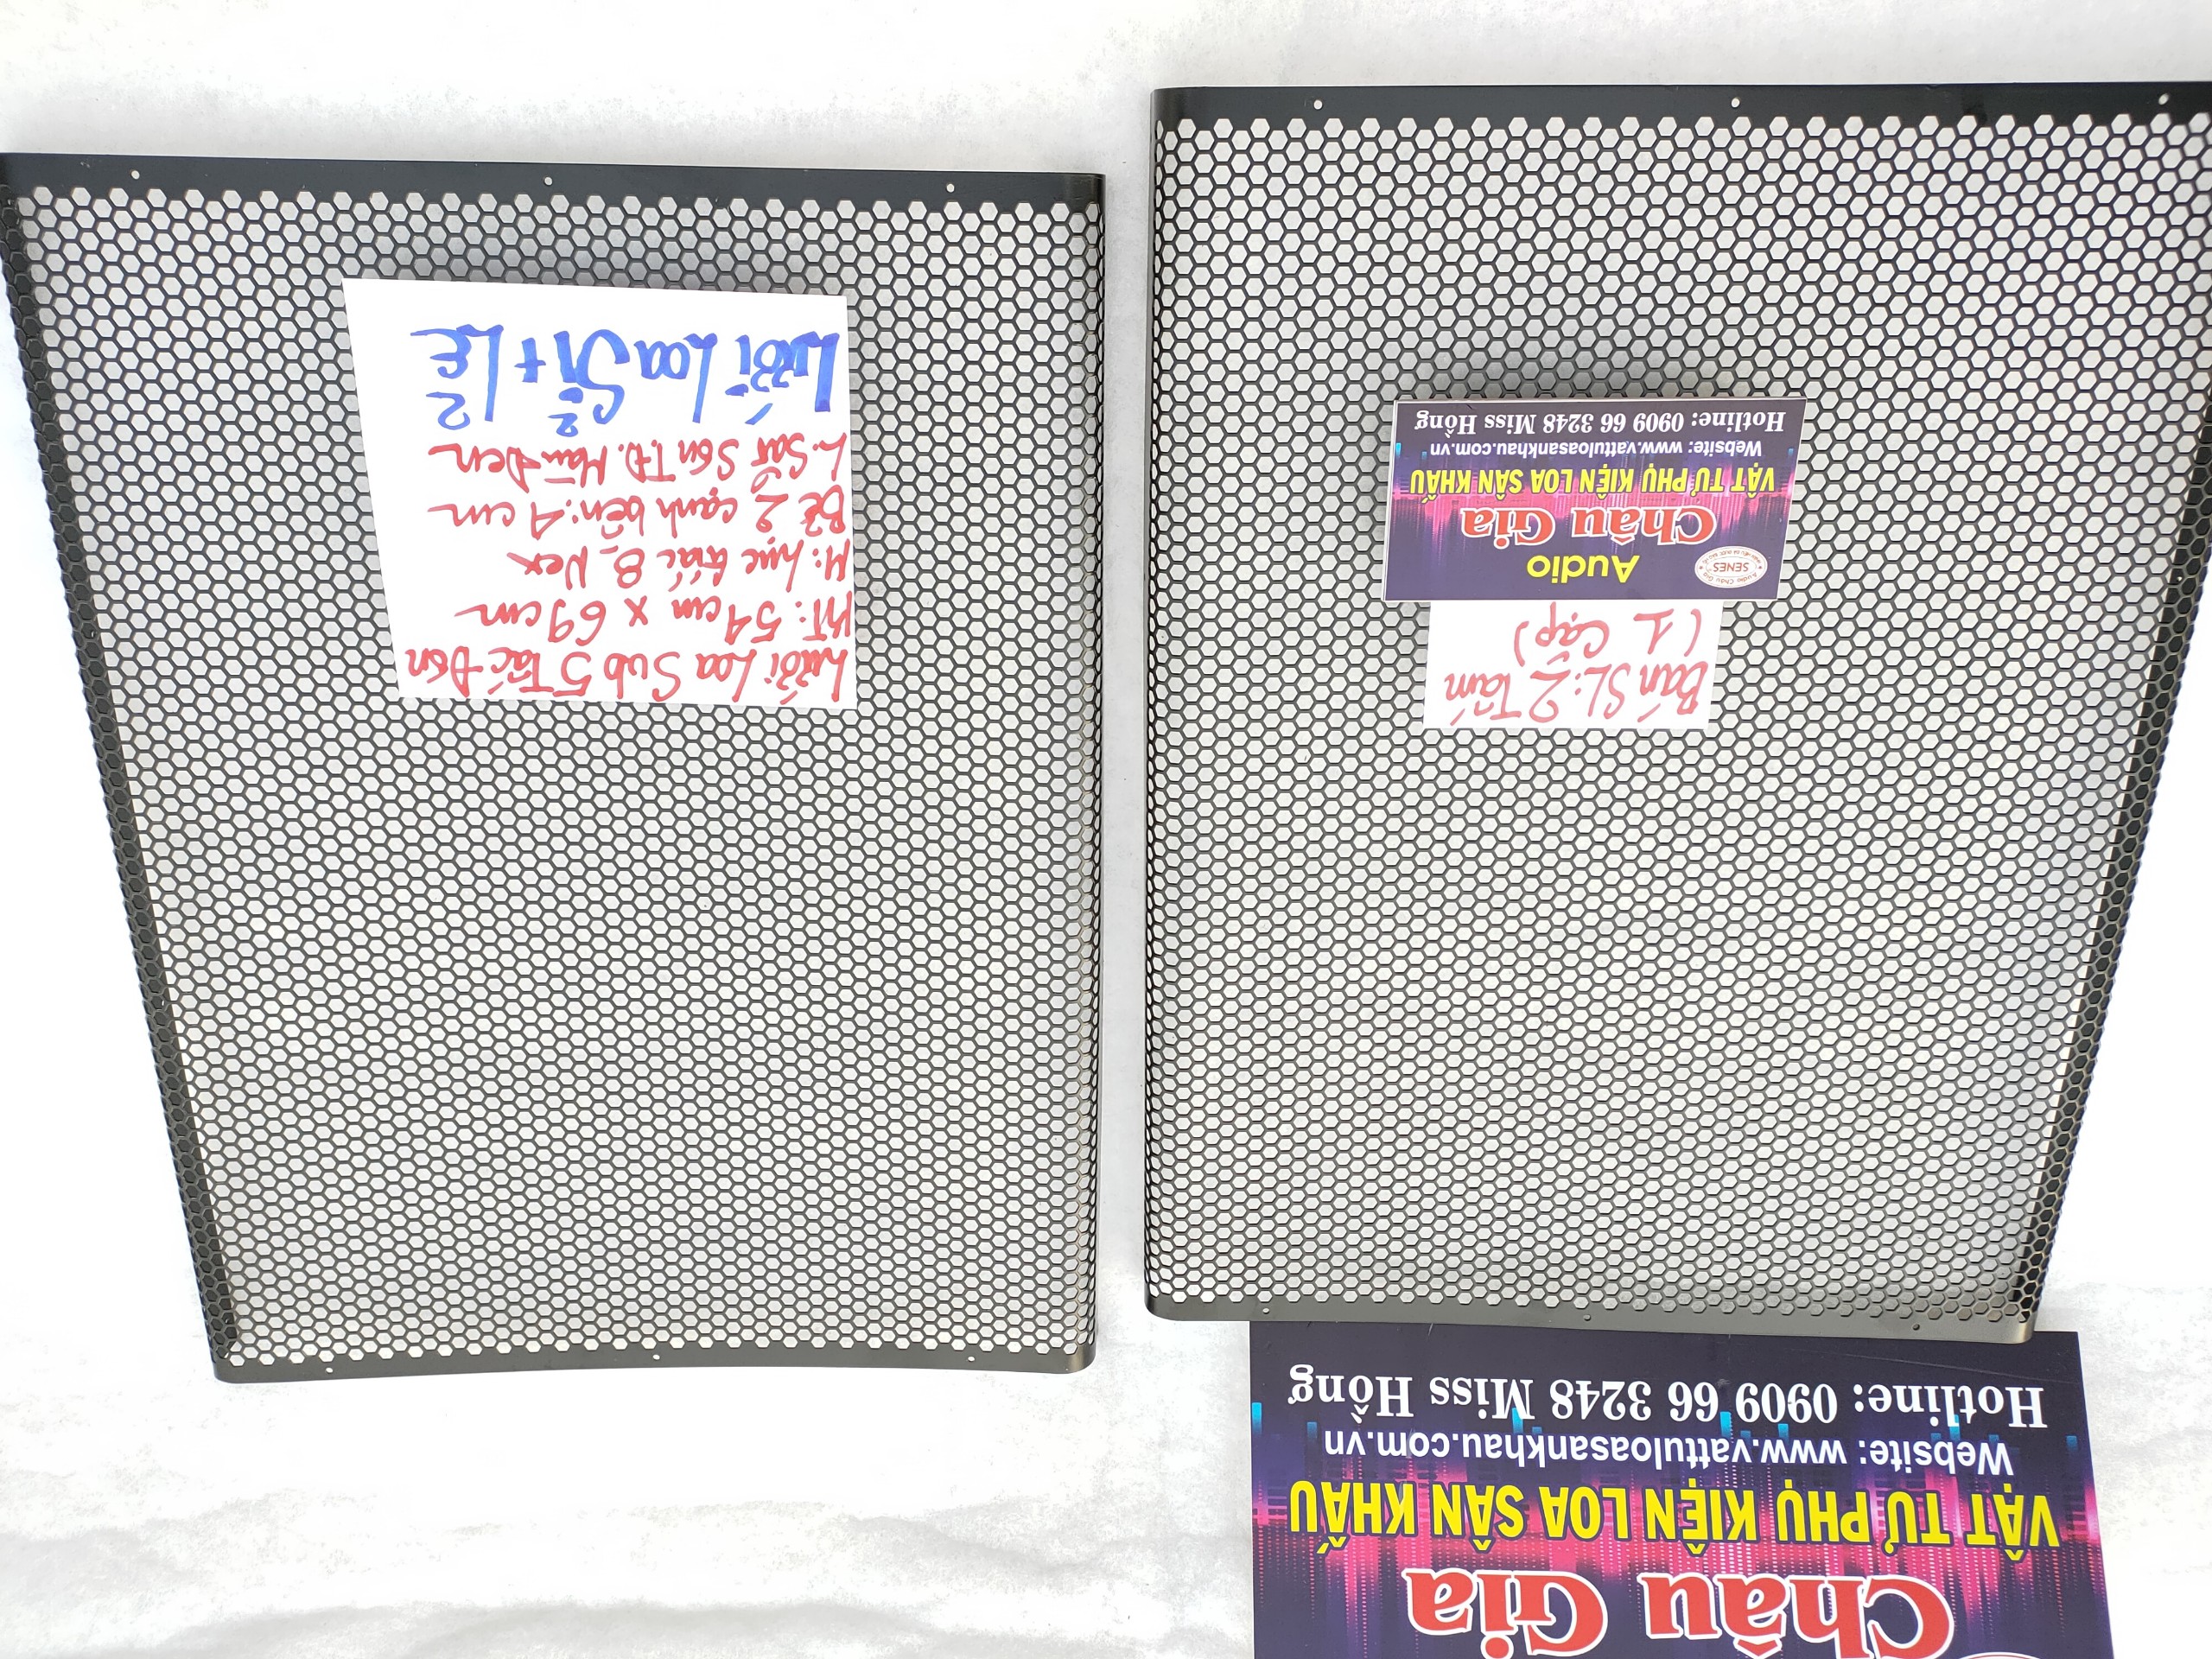 Châu Gia
VẬT TƯ PHỤ KIỆN LOA SÂN KHẤU
Website: www.vattuloasankhau.com.vn
Hotline: 0909 66 3248 Miss Hồng
Bán SL: 2 Tấm
(1 Cặp)
SENES
Audio
Châu Gia
VẬT TƯ PHỤ KIỆN LOA SÂN KHẤU
Website: www.vattuloasankhau.com.vn
Hotline: 0909 66 3248 Miss Hồng
Lưới Loa Sub 5 Tấc Đơn
KT: 54cm x 69cm
H: lục giác 8_Nex
Bẻ 2 cạnh bên: 4cm
L. Sắt Sơn T.Đ. Màu Đen
Lưới Loa Sỉ + Lẻ